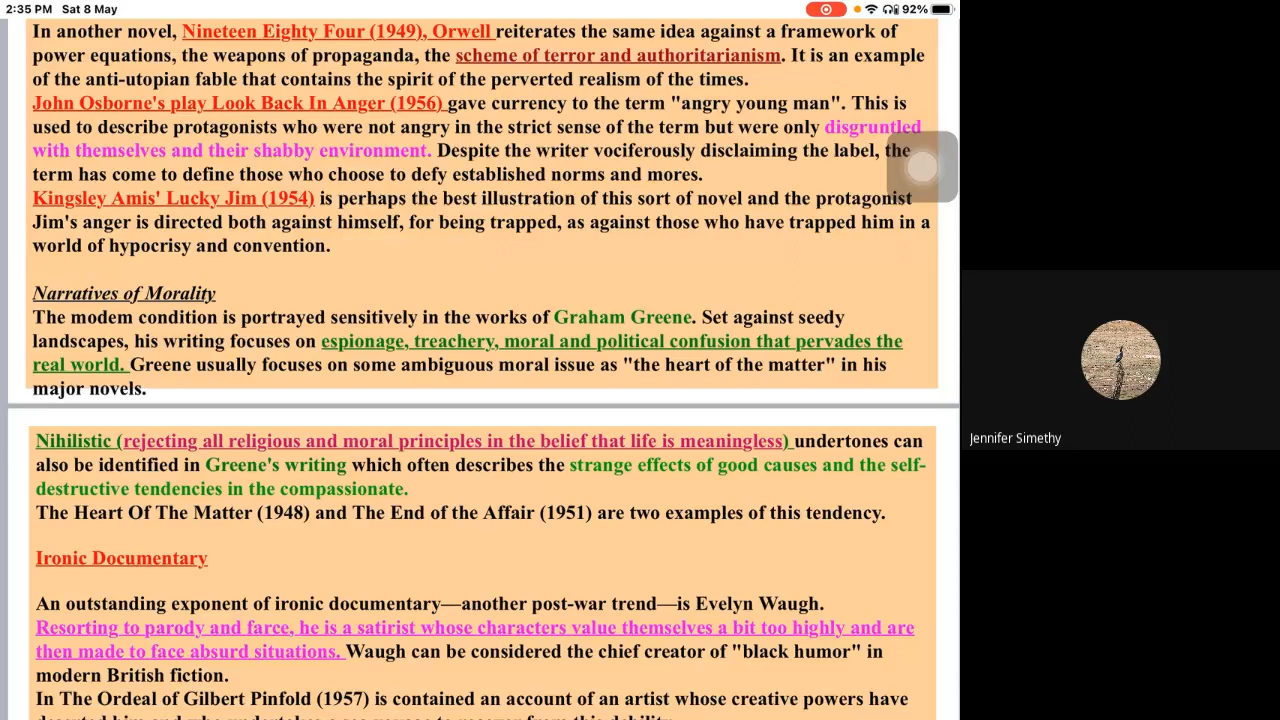 2:35 PM Sat 8 May
92%
In another novel, Nineteen Eighty Four (1949), Orwell reiterates the same idea against a framework of
power equations, the weapons of propaganda, the scheme of terror and authoritarianism. It is an example
of the anti-utopian fable that contains the spirit of the perverted realism of the times.
John Osborne's play Look Back In Anger (1956) gave currency to the term "angry young man". This is
used to describe protagonists who were not angry in the strict sense of the term but were only disgruntled
with themselves and their shabby environment. Despite the writer vociferously disclaiming the label, the
term has come to define those who choose to defy established norms and mores.
Kingsley Amis' Lucky Jim (1954) is perhaps the best illustration of this sort of novel and the protagonist
Jim's anger is directed both against himself, for being trapped, as against those who have trapped him in a
world of hypocrisy and convention.
Narratives of Morality
The modem condition is portrayed sensitively in the works of Graham Greene. Set against seedy
landscapes, his writing focuses on espionage, treachery, moral and political confusion that pervades the
real world. Greene usually focuses on some ambiguous moral issue as "the heart of the matter" in his
major novels.
Nihilistic (rejecting all religious and moral principles in the belief that life is meaningless) undertones can
also be identified in Greene's writing which often describes the strange effects of good causes and the self-
destructive tendencies in the compassionate.
The Heart Of The Matter (1948) and The End of the Affair (1951) are two examples of this tendency.
Ironic Documentary
An outstanding exponent of ironic documentary—another post-war trend—is Evelyn Waugh.
Resorting to parody and farce, he is a satirist whose characters value themselves a bit too highly and are
then made to face absurd situations. Waugh can be considered the chief creator of "black humor" in
modern British fiction.
In The Ordeal of Gilbert Pinfold (1957) is contained an account of an artist whose creative powers have
Jennifer Simethy